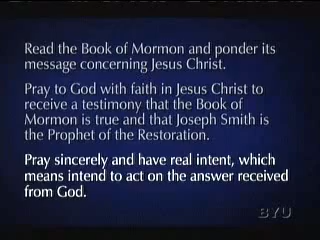 Read the Book of Mormon and ponder its
message concerning Jesus Christ.
Pray to God with faith in Jesus Christ to
receive a testimony that the Book of
Mormon is true and that Joseph Smith is
the Prophet of the Restoration.
Pray sincerely and have real intent, which
means intend to act on the answer received
from God.
BYU